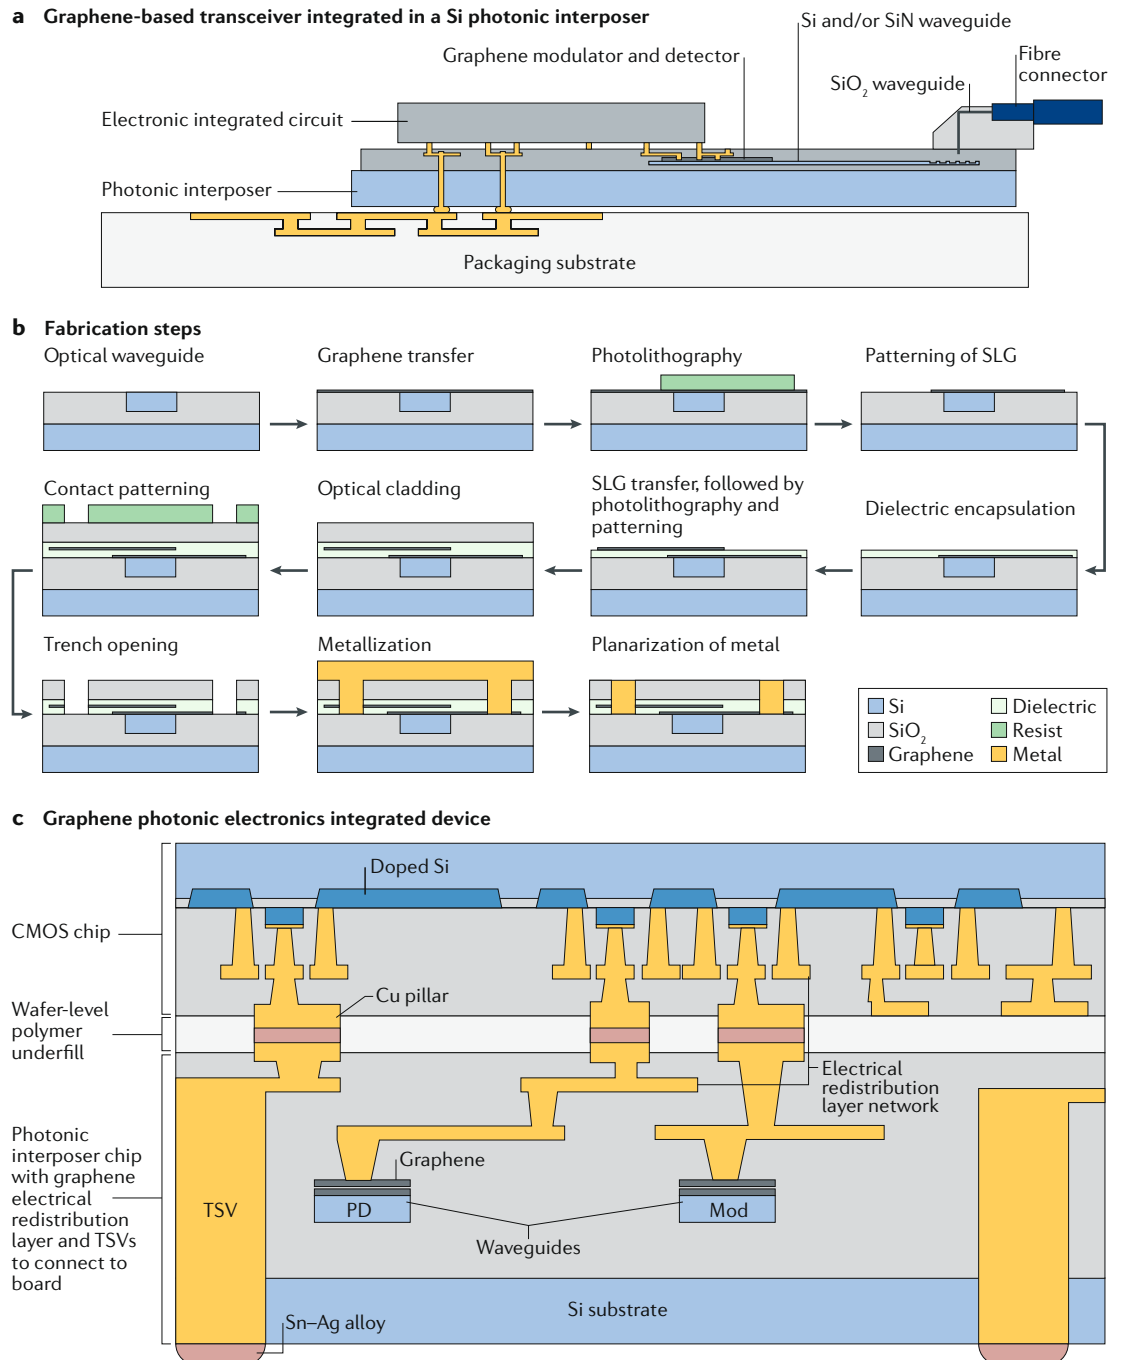 a Graphene-based transceiver integrated in a Si photonic interposer
Si and/or SiN waveguide
Graphene modulator and detector
Fibre
connector
SiO2 waveguide
Electronic integrated circuit
Photonic interposer
Packaging substrate
b Fabrication steps
Optical waveguide
Graphene transfer
Photolithography
Patterning of SLG
Contact patterning
Optical cladding
SLG transfer, followed by
photolithography and
patterning
Dielectric encapsulation
Trench opening
Metallization
Planarization of metal
Si
SiO2
Graphene
Dielectric
Resist
Metal
c Graphene photonic electronics integrated device
Doped Si
CMOS chip
Cu pillar
Wafer-level
polymer
underfill
Electrical
redistribution
layer network
Photonic
interposer chip
with graphene
electrical
redistribution
layer and TSVs
to connect to
board
Graphene
TSV
PD
Mod
Waveguides
Si substrate
Sn–Ag alloy